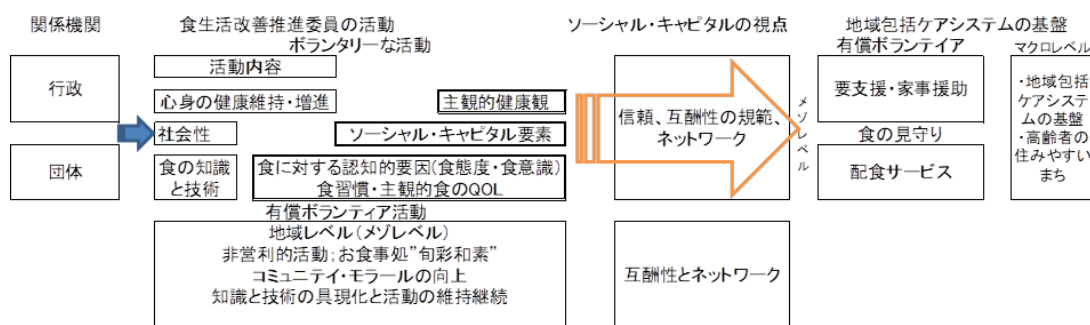 関係機関
食生活改善推進委員の活動
ソーシャル・キャピタルの視点
地域包括ケアシステムの基盤
ボランタリーな活動
有償ボランテイア
マクロレベル
行政
団体
活動内容
心身の健康維持・増進
主観的健康観
社会性
ソーシャル・キャピタル要素
食の知識
と技術
食に対する認知的要因(食態度・食意識)
食習慣・主観的食のQOL
有償ボランティア活動
地域レベル(メゾレベル)
非営利的活動;お食事処”旬彩和素”
コミュニテイ・モラールの向上
知識と技術の具現化と活動の維持継続
信頼、互酬性の規範、
ネットワーク
メゾレベル
互酬性とネットワーク
要支援・家事援助
食の見守り
配食サービス
・地域包括
ケアシステ
ムの基盤
・高齢者の
住みやすい
まち